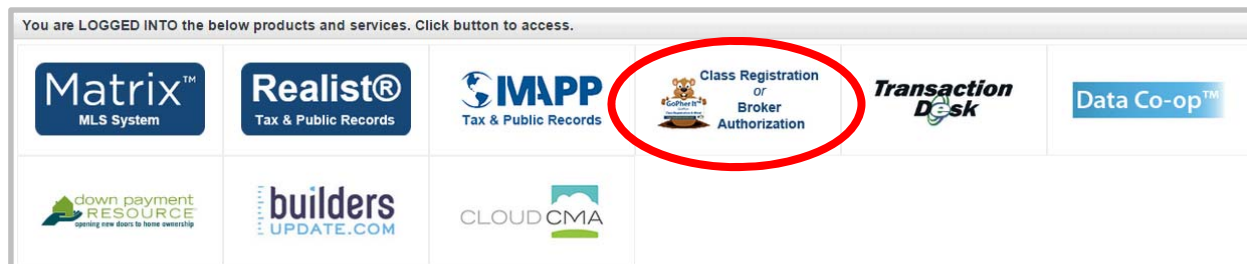 You are LOGGED INTO the below products and services. Click button to access.
Matrix™
MLS System
Realist®
Tax & Public Records
IMAPP
Tax & Public Records
GoPher It™
Class Registration
or
Broker
Authorization
Transaction
Desk
Data Co-op™
down payment
RESOURCE
opening new doors to home ownership
builders
UPDATE.COM
CLOUD CMA